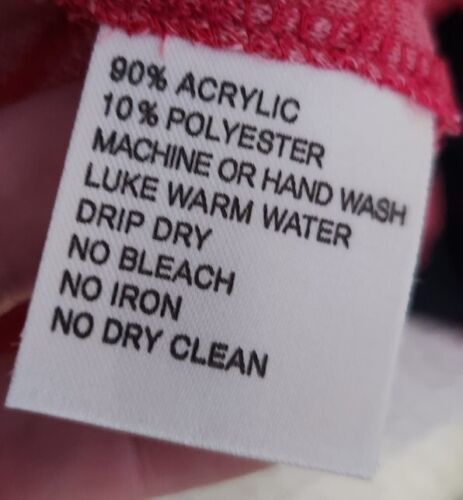 90% ACRYLIC
10% POLYESTER
MACHINE OR HAND WASH
LUKE WARM WATER
DRIP DRY
NO BLEACH
NO IRON
NO DRY CLEAN